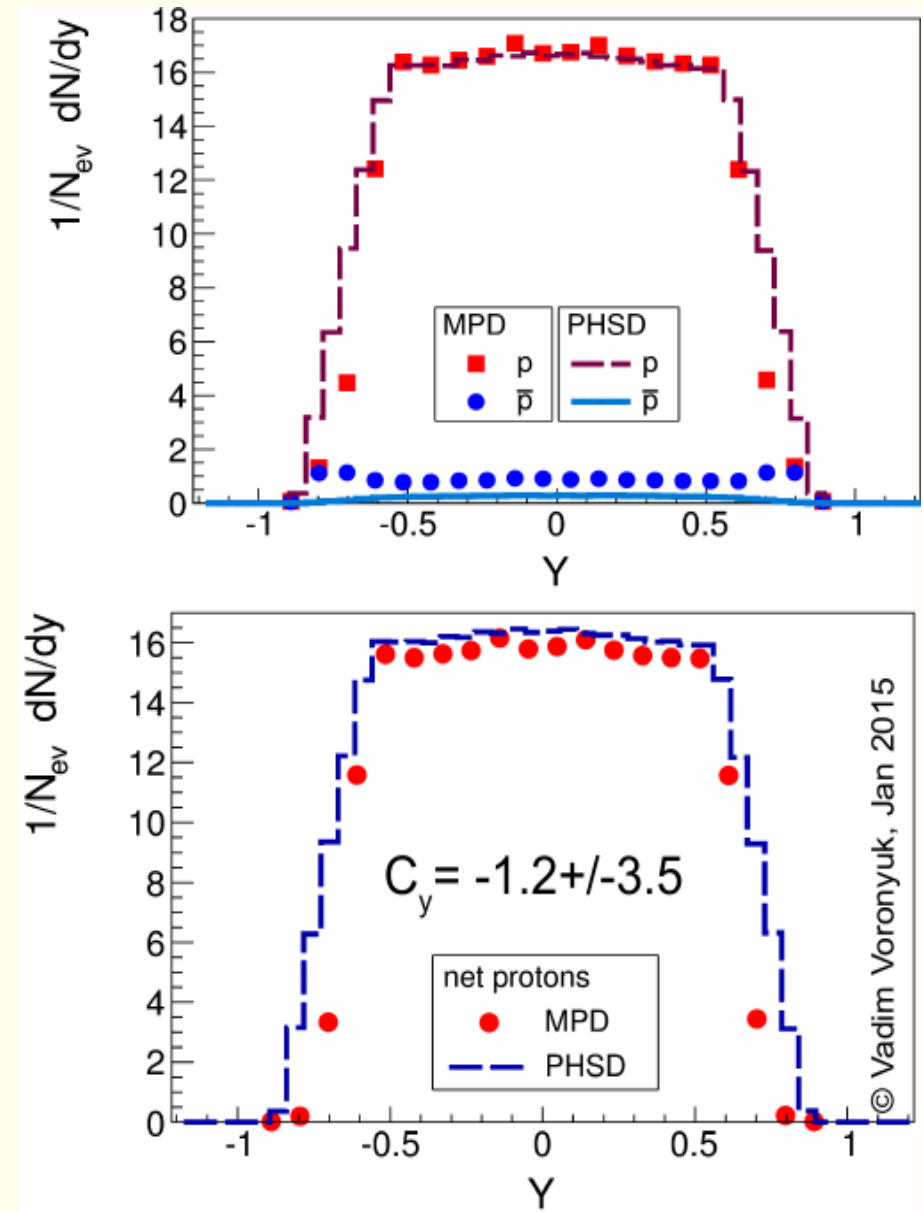 1/N_ev dN/dy
18
16
14
12
10
8
6
4
2
0
MPD
p
p̅
PHSD
p
p̅
-1
-0.5
0
0.5
1
Y
1/N_ev dN/dy
16
14
12
10
8
6
4
2
0
C_y= -1.2+/-3.5
net protons
MPD
PHSD
-1
-0.5
0
0.5
1
Y
© Vadim Voronyuk, Jan 2015